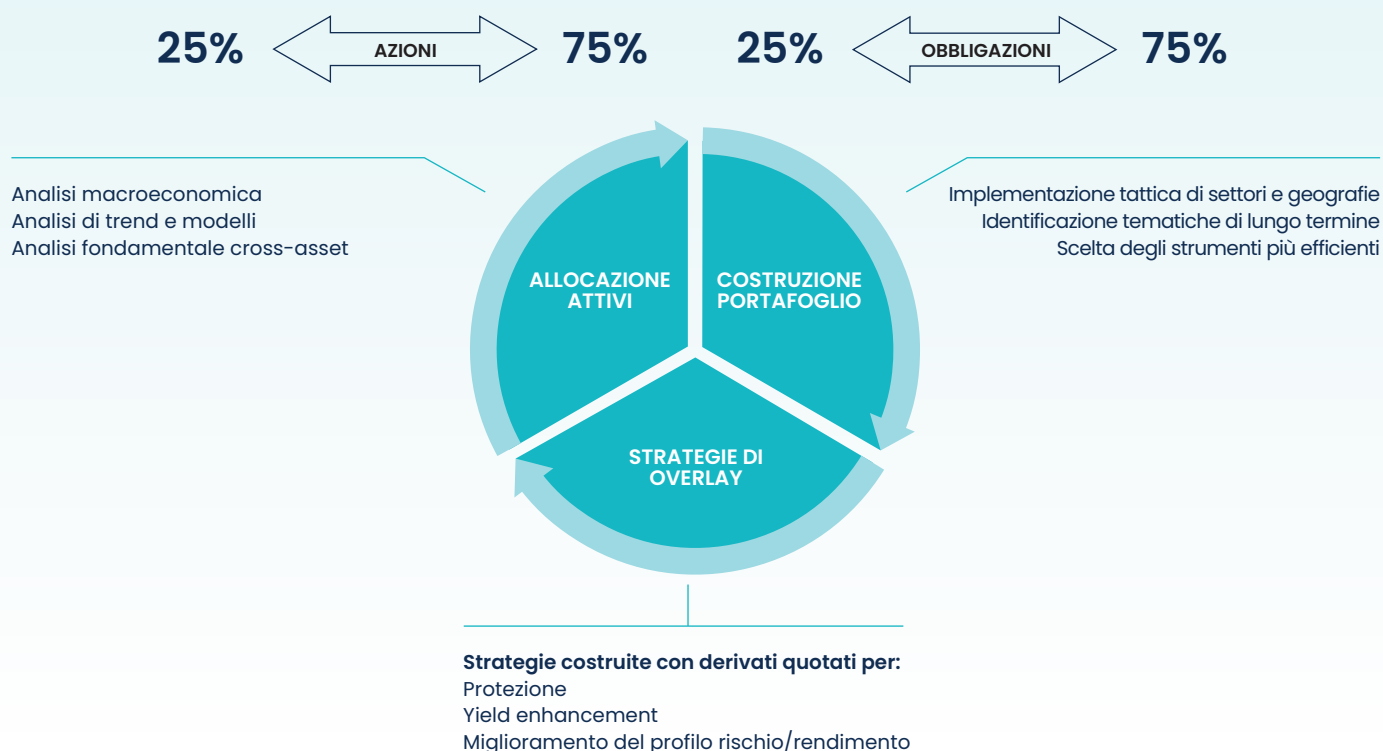 25% AZIONI 75% 25% OBBLIGAZIONI 75%
Analisi macroeconomica
Analisi di trend e modelli
Analisi fondamentale cross-asset
Implementazione tattica di settori e geografie
Identificazione tematiche di lungo termine
Scelta degli strumenti più efficienti
ALLOCAZIONE
ATTIVI
COSTRUZIONE
PORTAFOGLIO
STRATEGIE DI
OVERLAY
Strategie costruite con derivati quotati per:
Protezione
Yield enhancement
Miglioramento del profilo rischio/rendimento